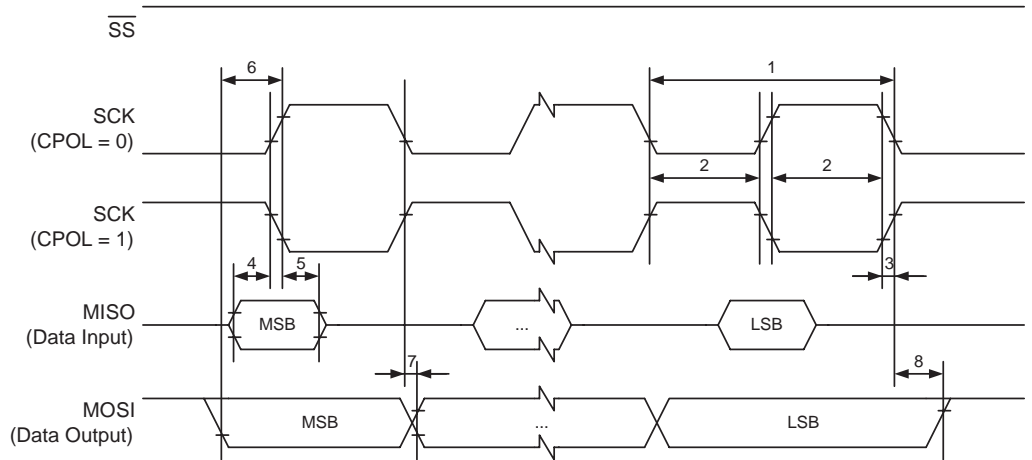 SS
6
1
SCK
(CPOL = 0)
2
2
SCK
(CPOL = 1)
4
5
3
MISO
(Data Input)
MSB
...
LSB
7
8
MOSI
(Data Output)
MSB
...
LSB